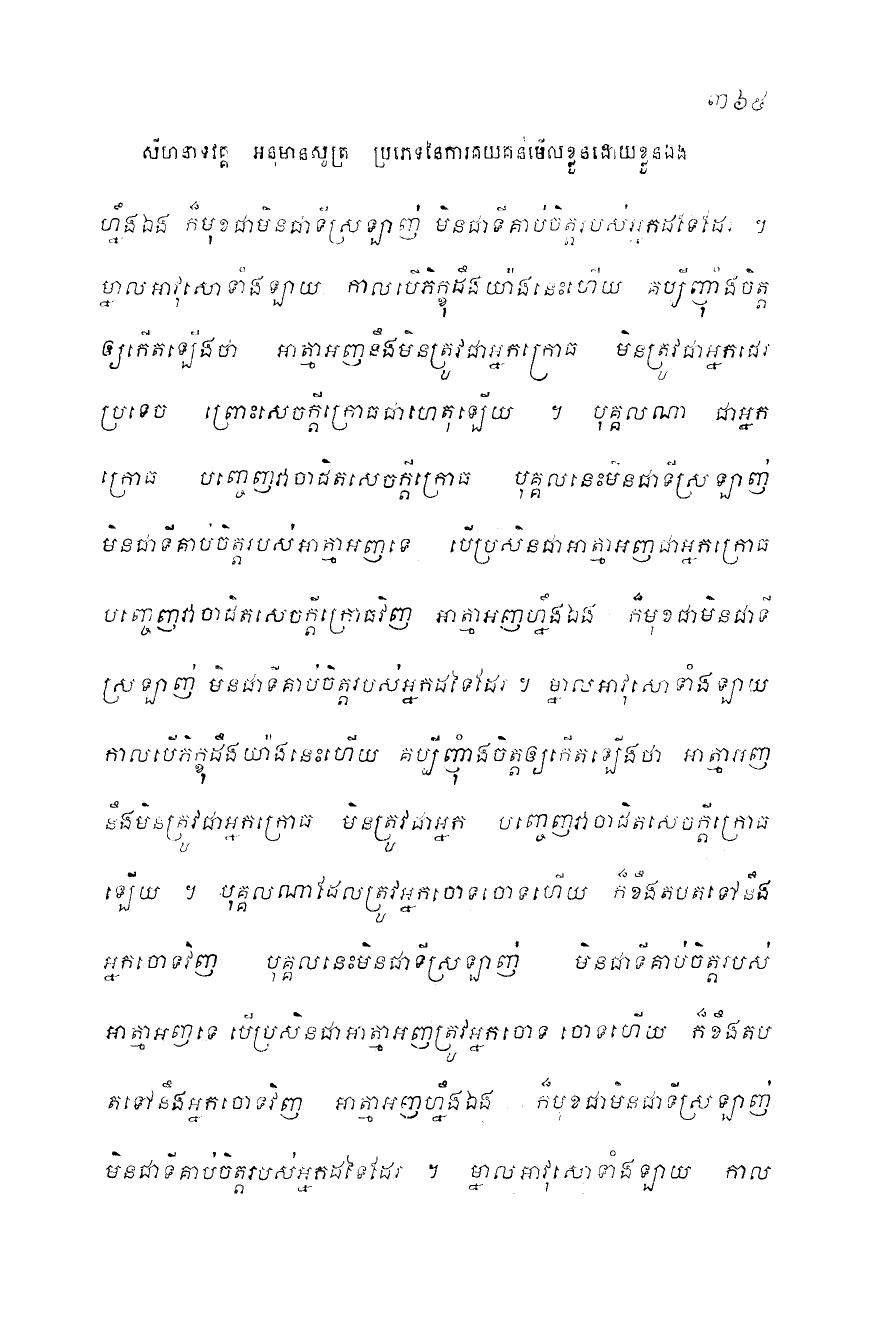 ៣៦៥
សីហនាទវគ្គ អនុមានសូត្រ ប្រភេទនៃការគយគន់មើលខ្លួនដោយខ្លួនឯង
ហ្នឹងឯង ក៏មុខជាមិនជាទីស្រឡាញ់ មិនជាទីគាប់ចិត្តរបស់អ្នកដទៃដែរ ។
ម្នាលអាវុសោទាំងឡាយ កាលបើភិក្ខុដឹងយ៉ាងនេះហើយ គប្បីញុំាងចិត្ត
ឲ្យកើតឡើងថា អាត្មាអញនឹងមិនត្រូវជាអ្នកក្រោធ មិនត្រូវជាអ្នកជេរ
ប្រទេច ព្រោះសេចក្តីក្រោធជាហេតុឡើយ ។ បុគ្គលណា ជាអ្នក
ក្រោធ បញ្ចេញវាចាជិតសេចក្តីក្រោធ បុគ្គលនេះមិនជាទីស្រឡាញ់
មិនជាទីគាប់ចិត្តរបស់អាត្មាអញទេ បើប្រសិនជាអាត្មាអញជាអ្នកក្រោធ
បញ្ចេញវាចាជិតសេចក្តីក្រោធវិញ អាត្មាអញហ្នឹងឯង ក៏មុខជាមិនជាទី
ស្រឡាញ់ មិនជាទីគាប់ចិត្តរបស់អ្នកដទៃដែរ ។ ម្នាលអាវុសោទាំងឡាយ
កាលបើភិក្ខុដឹងយ៉ាងនេះហើយ គប្បីញុំាងចិត្តឲ្យកើតឡើងថា អាត្មាអញ
នឹងមិនត្រូវជាអ្នកក្រោធ មិនត្រូវជាអ្នក បញ្ចេញវាចាជិតសេចក្តីក្រោធ
ឡើយ ។ បុគ្គលណាដែលត្រូវអ្នកចោទចោទហើយ ក៏ខឹងតបតទៅនឹង
អ្នកចោទវិញ បុគ្គលនេះមិនជាទីស្រឡាញ់ មិនជាទីគាប់ចិត្តរបស់
អាត្មាអញទេ បើប្រសិនជាអាត្មាអញត្រូវអ្នកចោទ ចោទហើយ ក៏ខឹងតប
តទៅនឹងអ្នកចោទវិញ អាត្មាអញហ្នឹងឯង ក៏មុខជាមិនជាទីស្រឡាញ់
មិនជាទីគាប់ចិត្តរបស់អ្នកដទៃដែរ ។ ម្នាលអាវុសោទាំងឡាយ កាល